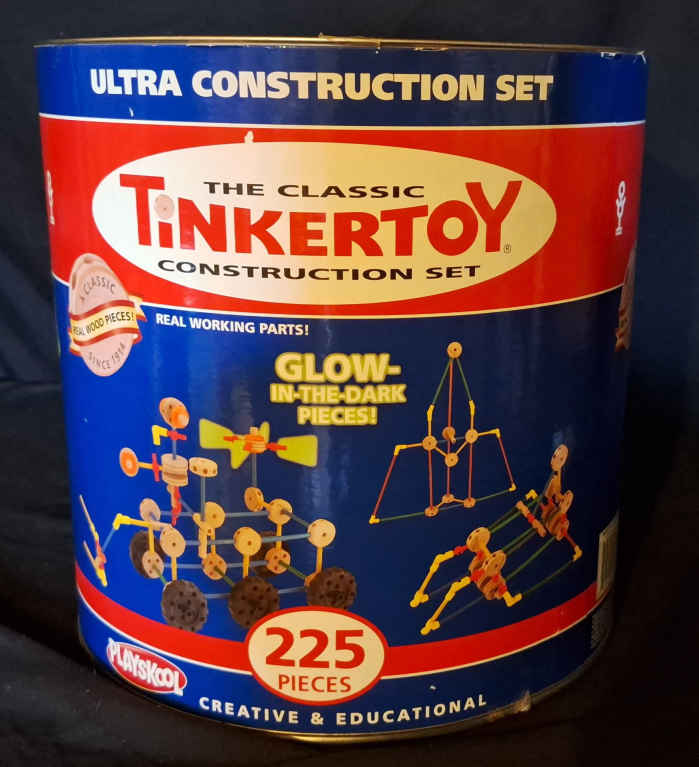 ULTRA CONSTRUCTION SET
THE CLASSIC
TINKERTOY®
CONSTRUCTION SET
A CLASSIC
REAL WOOD PIECES!
SINCE 1914
REAL WORKING PARTS!
GLOW-
IN-THE-DARK
PIECES!
225
PIECES
PLAYSKOOL
CREATIVE & EDUCATIONAL